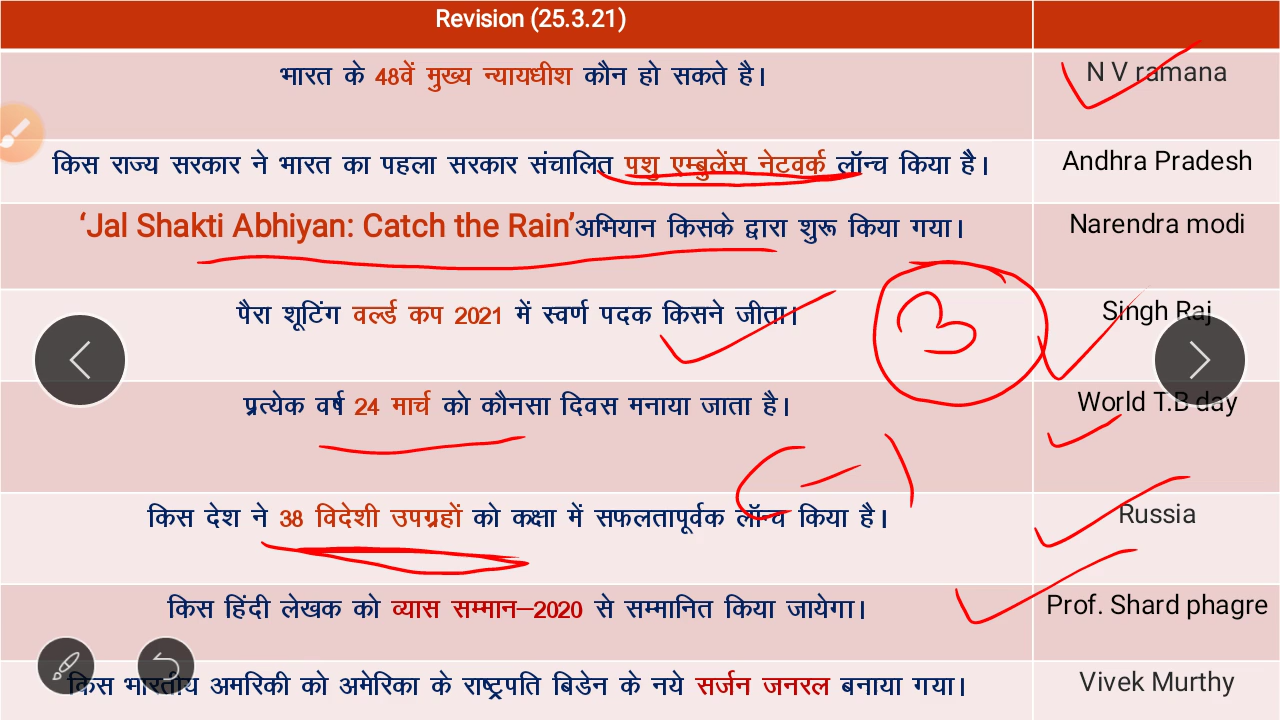 Revision (25.3.21)
भारत के 48वें मुख्य न्यायधीश कौन हो सकते है। N V ramana
किस राज्य सरकार ने भारत का पहला सरकार संचालित पशु एम्बुलेंस नेटवर्क लॉन्च किया है। Andhra Pradesh
‘Jal Shakti Abhiyan: Catch the Rain’अभियान किसके द्वारा शुरू किया गया। Narendra modi
पैरा शूटिंग वर्ल्ड कप 2021 में स्वर्ण पदक किसने जीता। Singh Raj
प्रत्येक वर्ष 24 मार्च को कौनसा दिवस मनाया जाता है। World T.B day
किस देश ने 38 विदेशी उपग्रहों को कक्षा में सफलतापूर्वक लॉन्च किया है। Russia
किस हिंदी लेखक को व्यास सम्मान–2020 से सम्मानित किया जायेगा। Prof. Shard phagre
किस भारतीय अमरिकी को अमेरिका के राष्ट्रपति बिडेन के नये सर्जन जनरल बनाया गया। Vivek Murthy
3